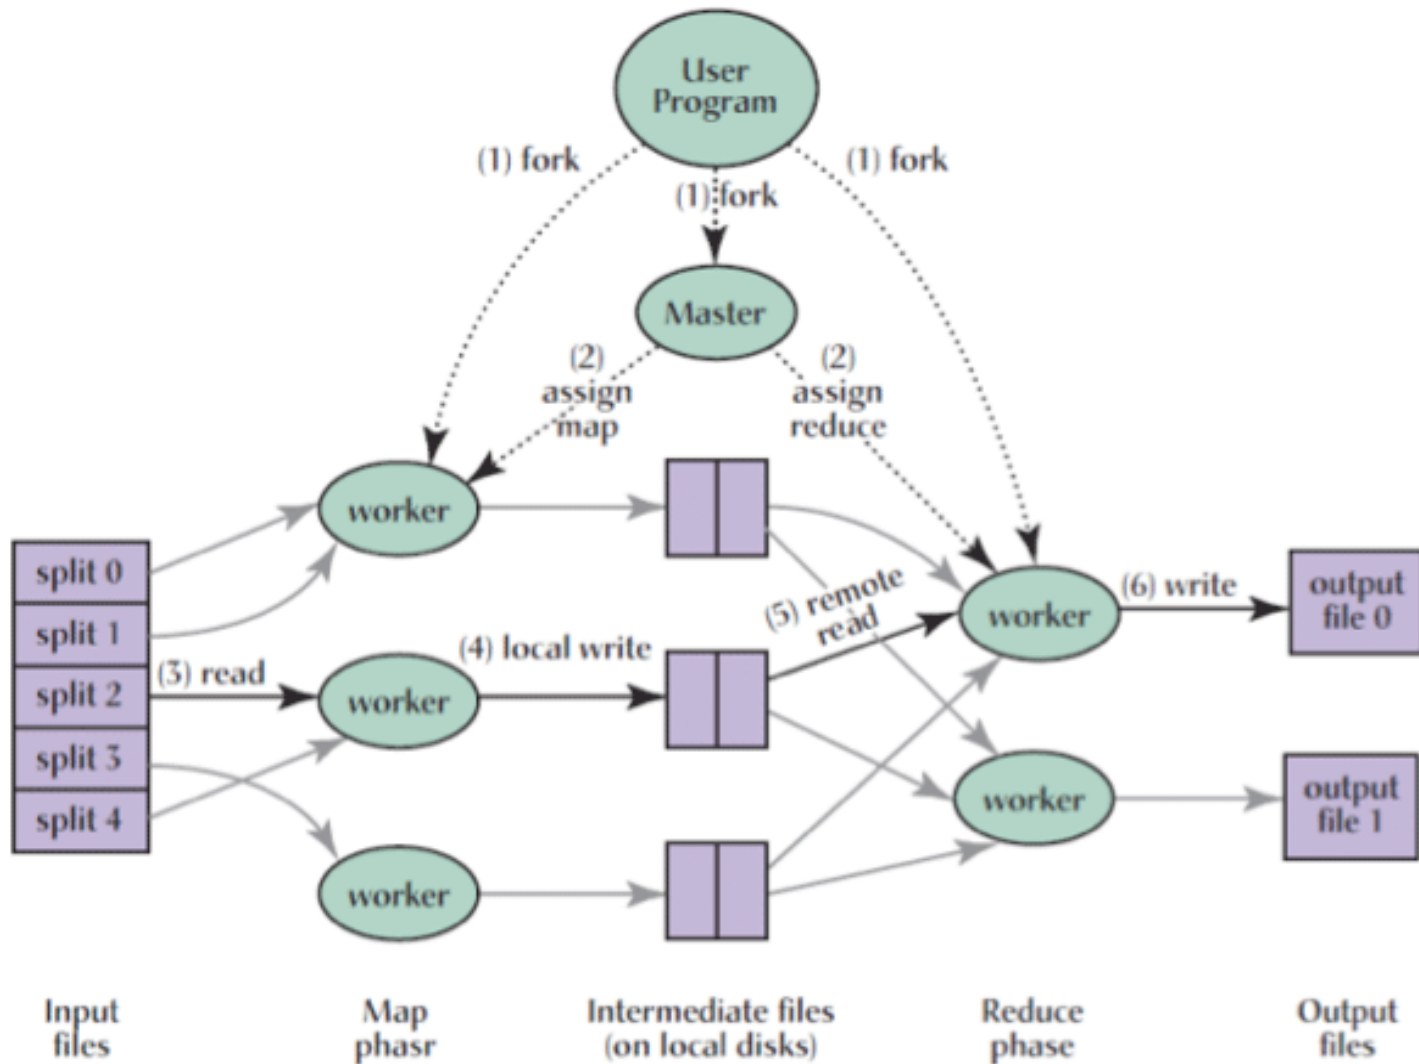 User
Program
(1) fork
(1) fork
(1) fork
Master
(2)
assign
map
(2)
assign
reduce
worker
split 0
split 1
split 2
split 3
split 4
(3) read
worker
(4) local write
worker
(5) remote
read
worker
(6) write
output
file 0
worker
output
file 1
Input
files
Map
phasr
Intermediate files
(on local disks)
Reduce
phase
Output
files